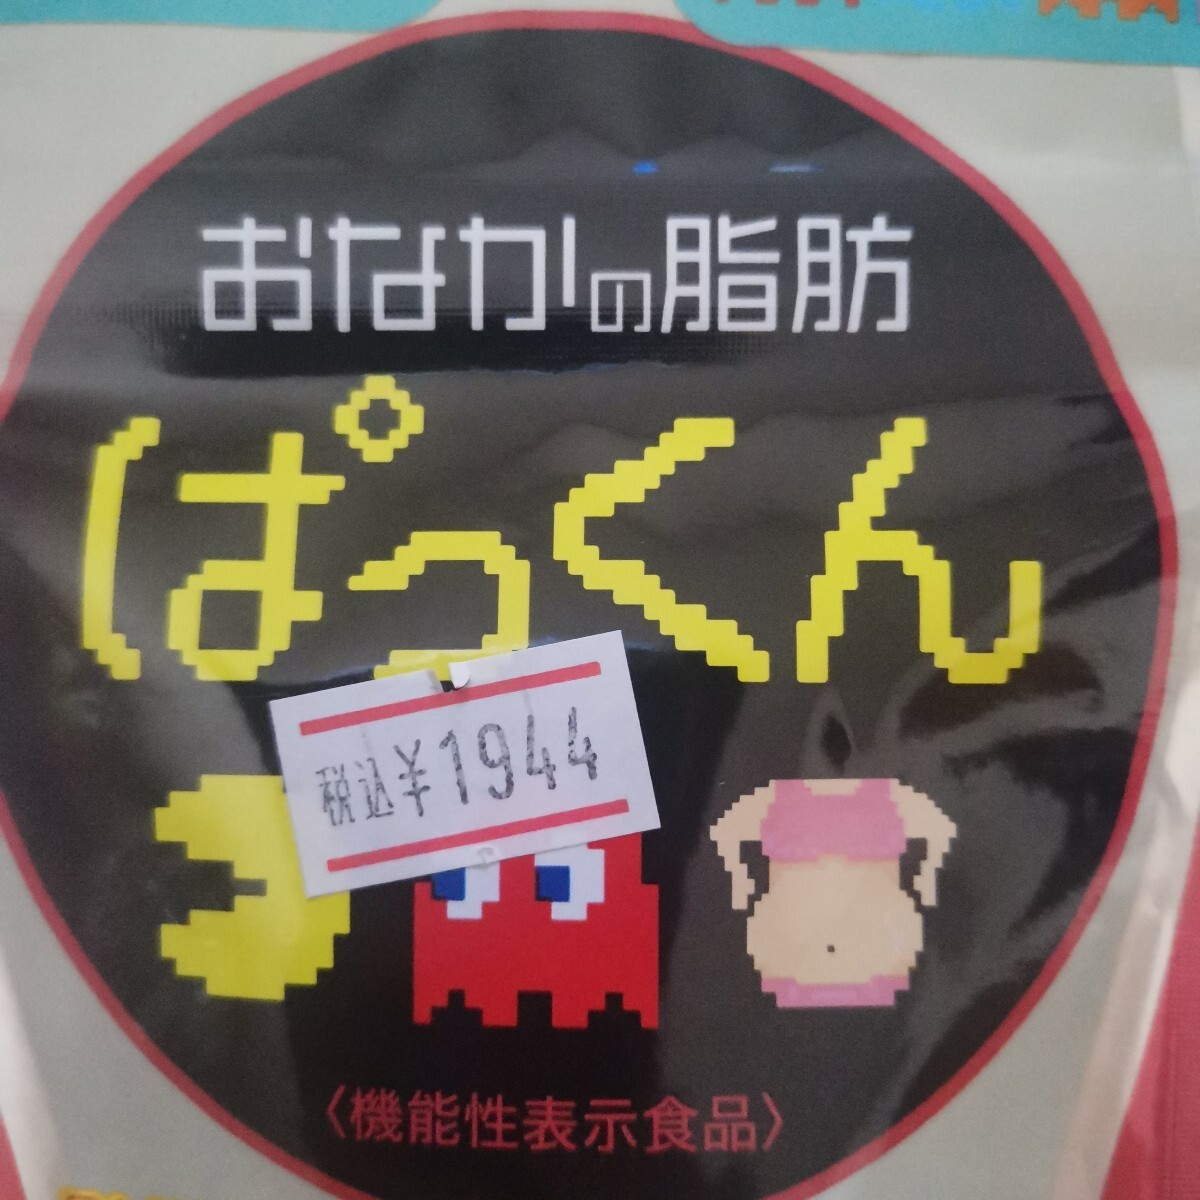 おなかの脂肪
ぱっくん
税込¥1944
〈機能性表示食品〉